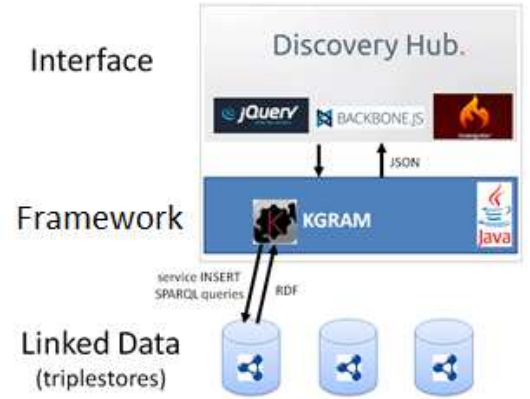 Interface
Discovery Hub.
jQuery
BACKBONE.JS
JSON
Framework
KGRAM
Java
service INSERT
SPARQL queries
RDF
Linked Data
(triplestores)